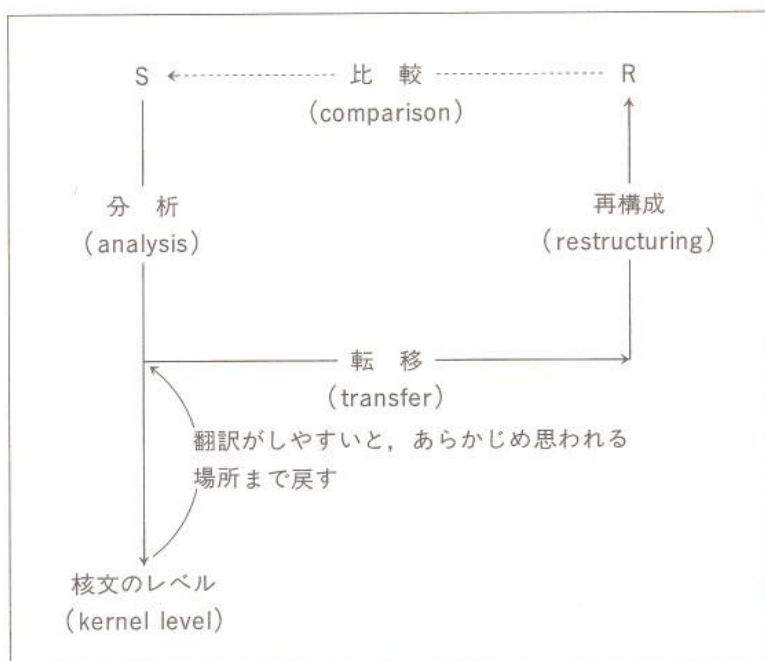 S 比 較 R
(comparison)
分 析
(analysis)
再構成
(restructuring)
転 移
(transfer)
翻訳がしやすいと，あらかじめ思われる
場所まで戻す
核文のレベル
(kernel level)